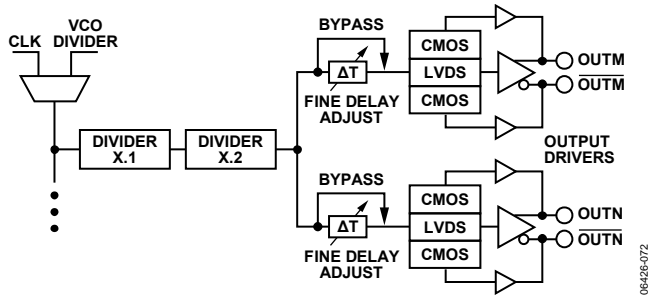 CLK
VCO
DIVIDER
DIVIDER
X.1
DIVIDER
X.2
BYPASS
ΔT
FINE DELAY
ADJUST
CMOS
LVDS
CMOS
OUTM
OUTM
OUTPUT
DRIVERS
BYPASS
ΔT
FINE DELAY
ADJUST
CMOS
LVDS
CMOS
OUTN
OUTN
06426-072